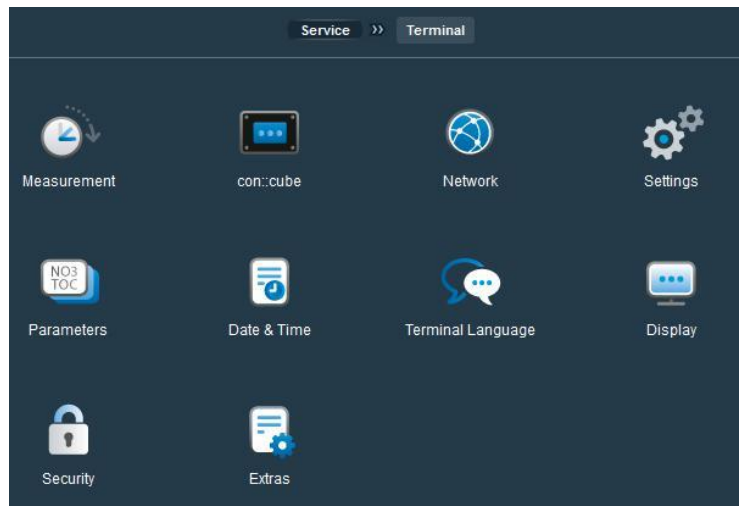 Service » Terminal
Measurement
con::cube
Network
Settings
NO3
TOC
Parameters
Date & Time
Terminal Language
Display
Security
Extras